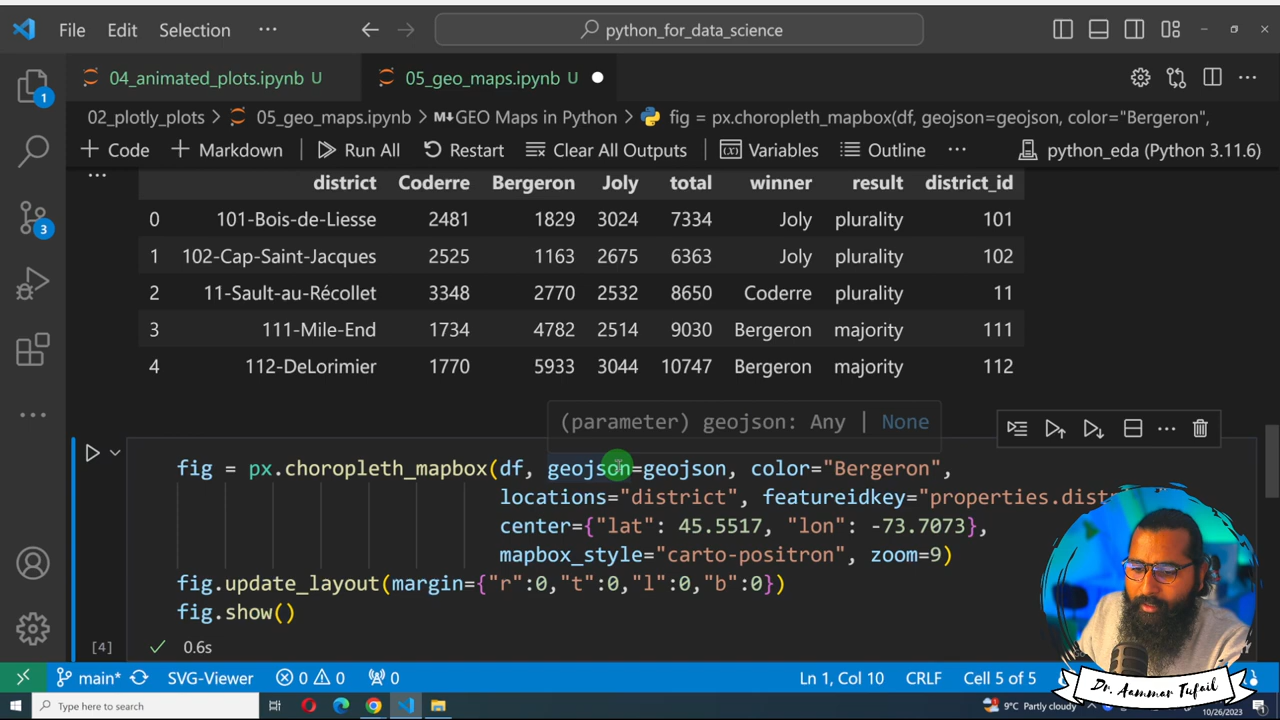 File Edit Selection ··· python_for_data_science
04_animated_plots.ipynb U 05_geo_maps.ipynb U
02_plotly_plots > 05_geo_maps.ipynb > M↓GEO Maps in Python > fig = px.choropleth_mapbox(df, geojson=geojson, color="Bergeron",
+ Code + Markdown Run All Restart Clear All Outputs Variables Outline ··· python_eda (Python 3.11.6)
district Coderre Bergeron Joly total winner result district_id
0 101-Bois-de-Liesse 2481 1829 3024 7334 Joly plurality 101
1 102-Cap-Saint-Jacques 2525 1163 2675 6363 Joly plurality 102
2 11-Sault-au-Récollet 3348 2770 2532 8650 Coderre plurality 11
3 111-Mile-End 1734 4782 2514 9030 Bergeron majority 111
4 112-DeLorimier 1770 5933 3044 10747 Bergeron majority 112
(parameter) geojson: Any | None
fig = px.choropleth_mapbox(df, geojson=geojson, color="Bergeron",
locations="district", featureidkey="properties.distr
center={"lat": 45.5517, "lon": -73.7073},
mapbox_style="carto-positron", zoom=9)
fig.update_layout(margin={"r":0,"t":0,"l":0,"b":0})
fig.show()
[4] 0.6s
main* SVG-Viewer 0 0 0 Ln 1, Col 10 CRLF Cell 5 of 5
Type here to search 9°C Partly cloudy 10/26/2023
Dr. Aammar Tufail
1
3